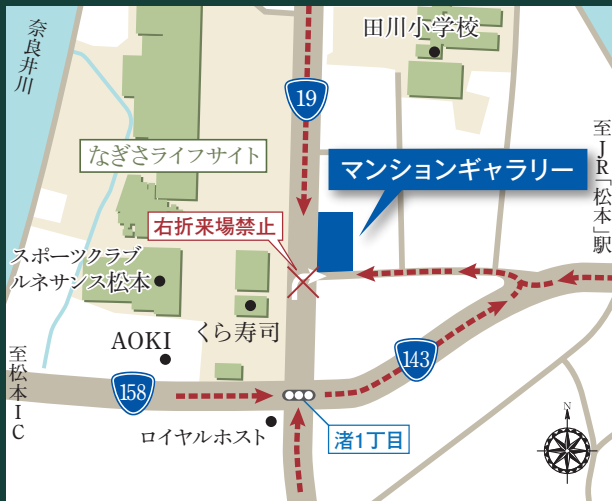 奈良井川
田川小学校
19
なぎさライフサイト
マンションギャラリー
至JR「松本」駅
右折来場禁止
スポーツクラブ
ルネサンス松本
くら寿司
AOKI
143
至松本IC
158
ロイヤルホスト
渚1丁目
N